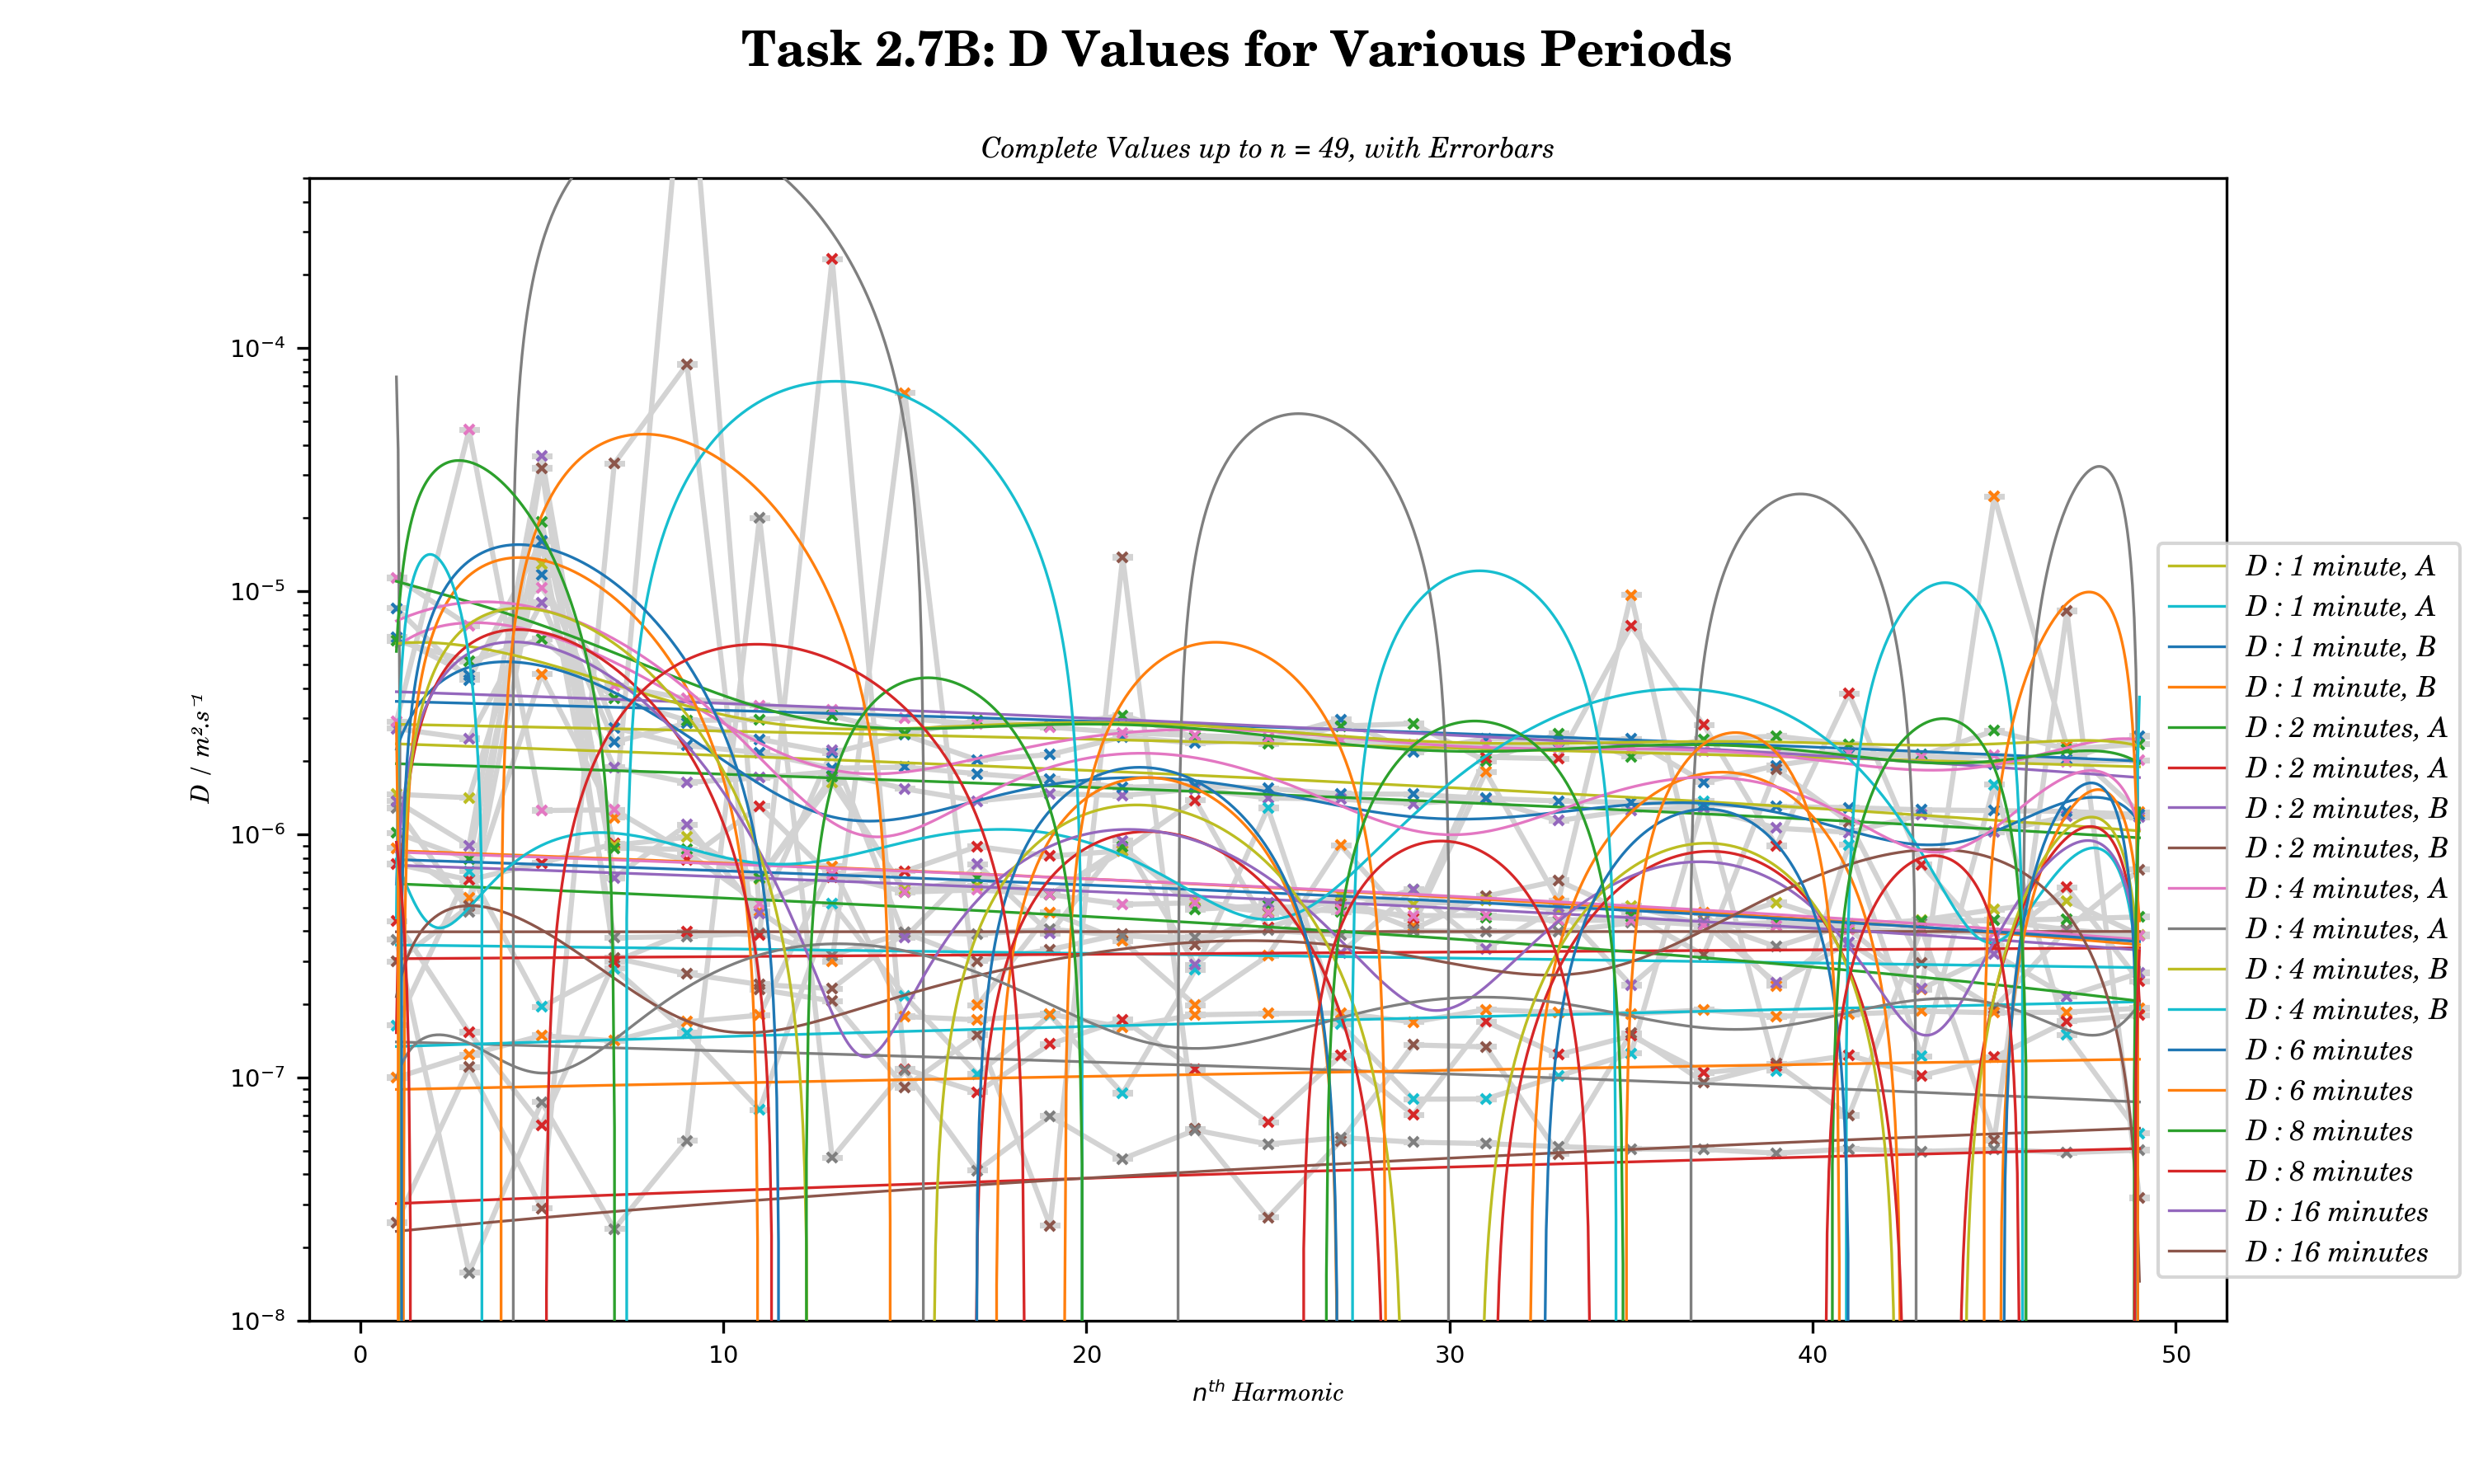 Task 2.7B: D Values for Various Periods
Complete Values up to n = 49, with Errorbars
D / m².s⁻¹
10⁻⁴
10⁻⁵
10⁻⁶
10⁻⁷
10⁻⁸
0 10 20 30 40 50
nᵗʰ Harmonic
D : 1 minute, A
D : 1 minute, A
D : 1 minute, B
D : 1 minute, B
D : 2 minutes, A
D : 2 minutes, A
D : 2 minutes, B
D : 2 minutes, B
D : 4 minutes, A
D : 4 minutes, A
D : 4 minutes, B
D : 4 minutes, B
D : 6 minutes
D : 6 minutes
D : 8 minutes
D : 8 minutes
D : 16 minutes
D : 16 minutes